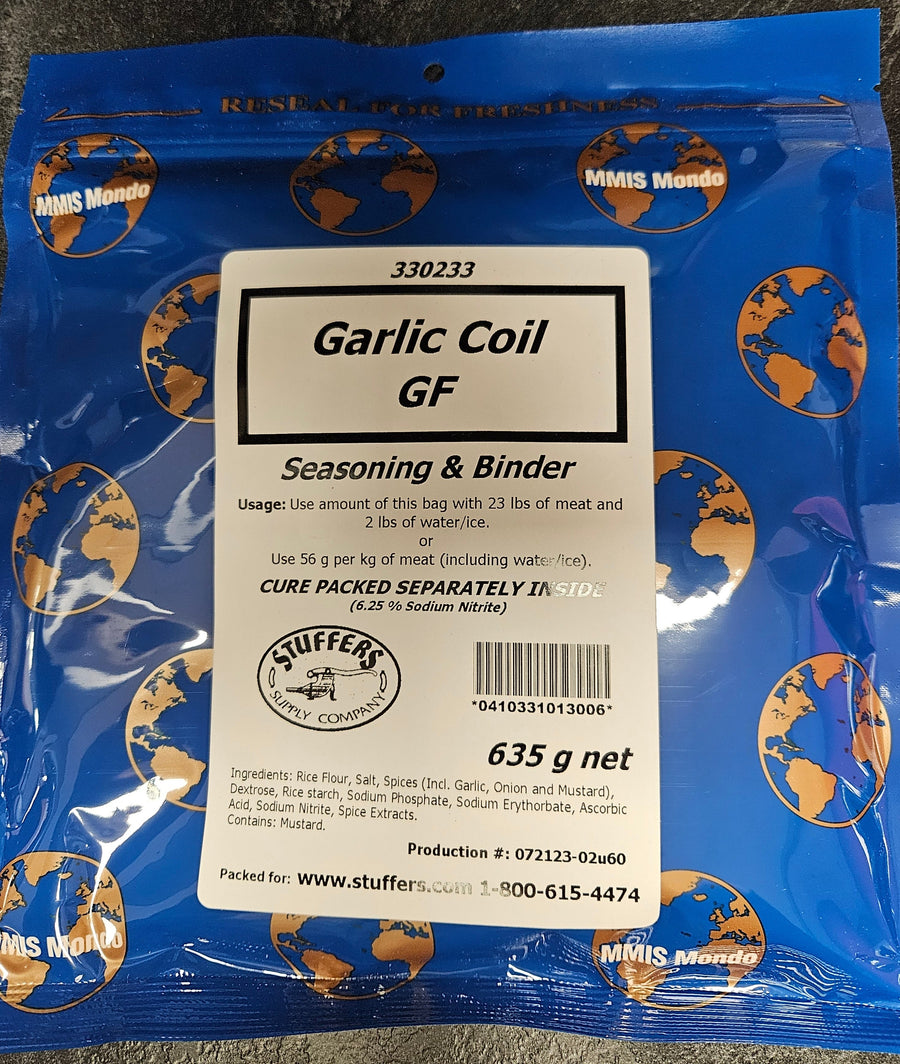 RESEAL FOR FRESHNESS
MMIS Mondo
MMIS Mondo
330233
Garlic Coil
GF
Seasoning & Binder
Usage: Use amount of this bag with 23 lbs of meat and
2 lbs of water/ice.
or
Use 56 g per kg of meat (including water/ice).
CURE PACKED SEPARATELY INSIDE
(6.25 % Sodium Nitrite)
STUFFERS
SUPPLY COMPANY
*0410331013006*
635 g net
Ingredients: Rice Flour, Salt, Spices (Incl. Garlic, Onion and Mustard),
Dextrose, Rice starch, Sodium Phosphate, Sodium Erythorbate, Ascorbic
Acid, Sodium Nitrite, Spice Extracts.
Contains: Mustard.
Production #: 072123-02u60
Packed for: www.stuffers.com 1-800-615-4474
MMIS Mondo
MMIS Mondo